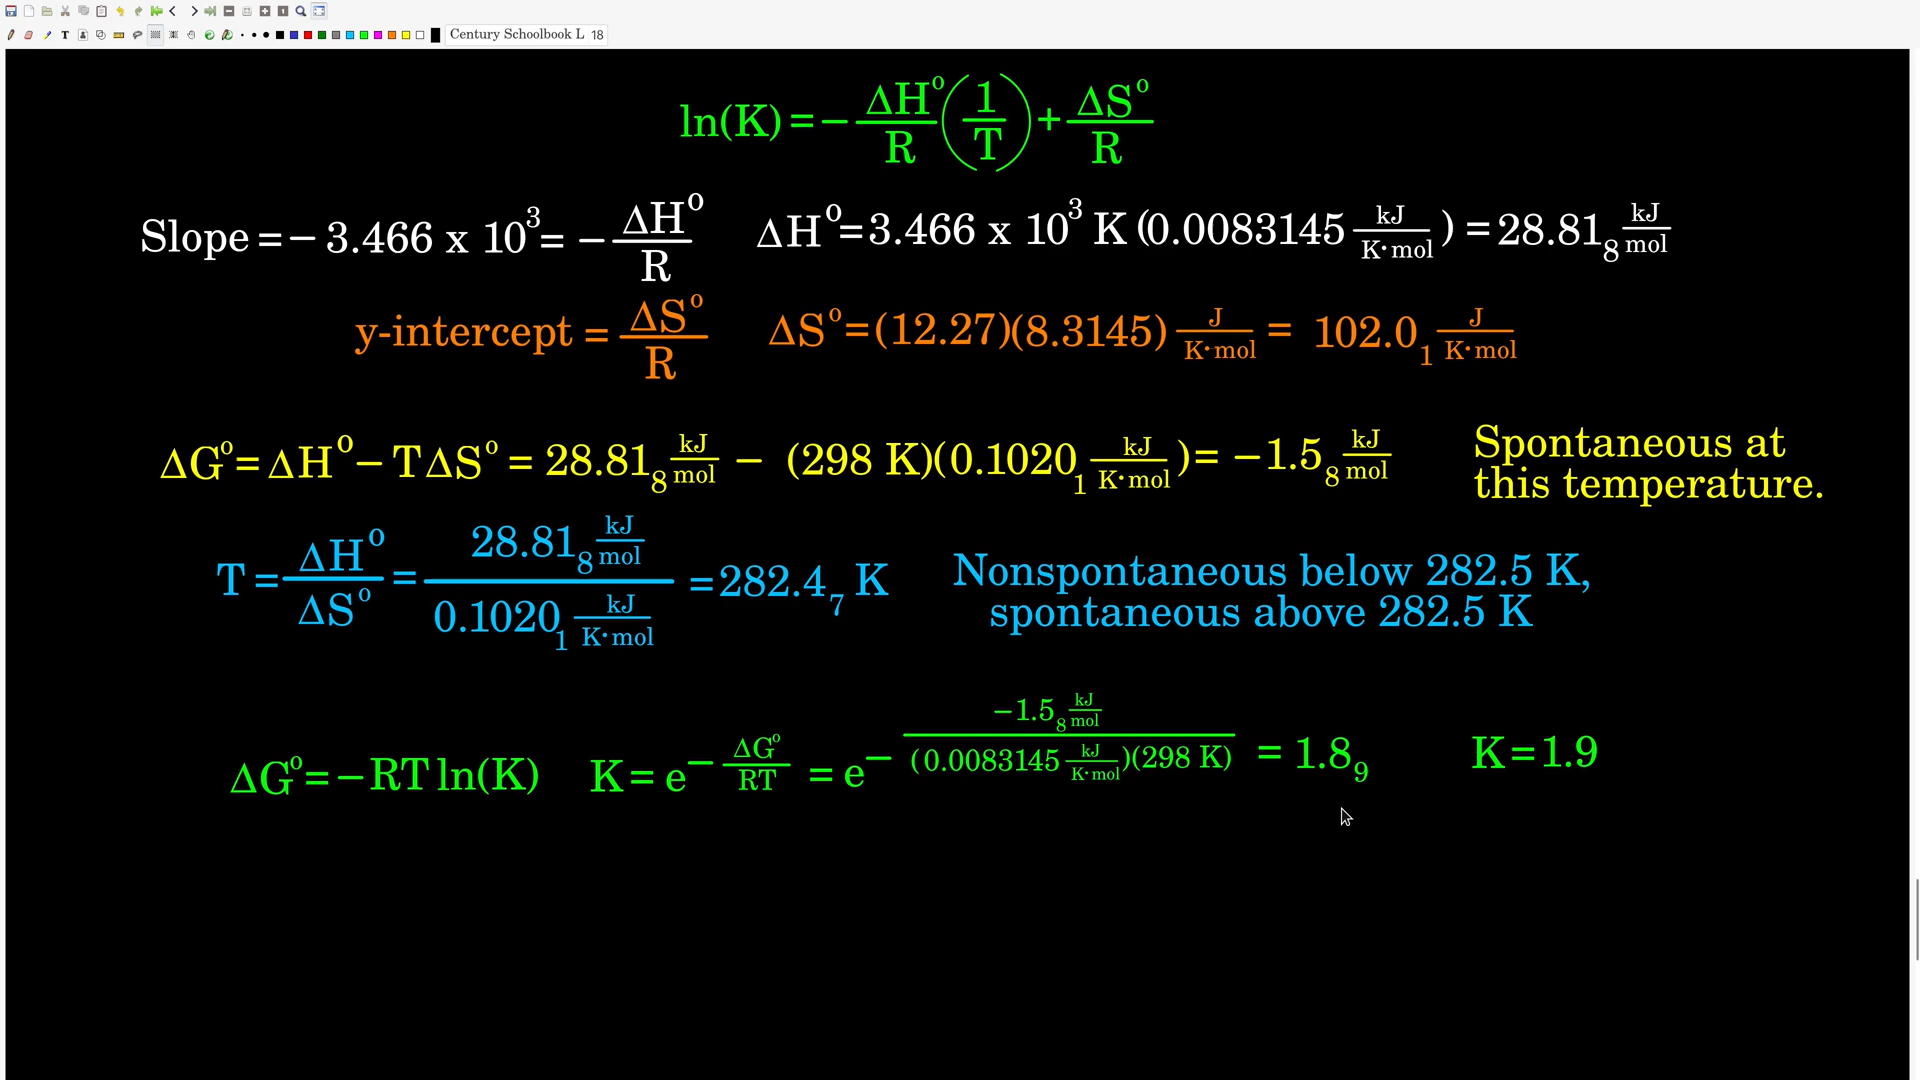 Century Schoolbook L 18
ln(K) = − ΔH°/R (1/T) + ΔS°/R
Slope = − 3.466 x 10³ = − ΔH°/R ΔH° = 3.466 x 10³ K (0.0083145 kJ/K·mol) = 28.81₈ kJ/mol
y-intercept = ΔS°/R ΔS° = (12.27)(8.3145) J/K·mol = 102.0₁ J/K·mol
ΔG° = ΔH° − TΔS° = 28.81₈ kJ/mol − (298 K)(0.1020₁ kJ/K·mol) = −1.5₈ kJ/mol
Spontaneous at
this temperature.
T = ΔH°/ΔS° = 28.81₈ kJ/mol / 0.1020₁ kJ/K·mol = 282.4₇ K
Nonspontaneous below 282.5 K,
spontaneous above 282.5 K
ΔG° = −RT ln(K) K = e^(− ΔG°/RT) = e^(− −1.5₈ kJ/mol / (0.0083145 kJ/K·mol)(298 K)) = 1.8₉ K = 1.9